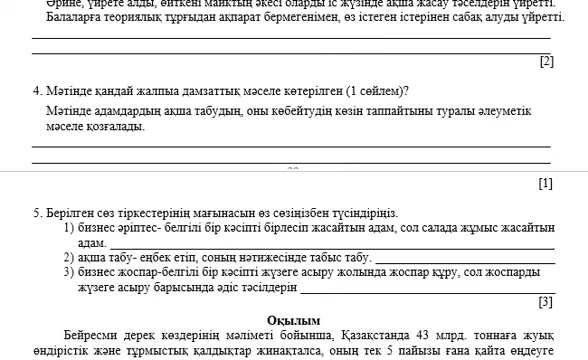 Әрине, үйрете алды, өйткені майктың әкесі оларды іс жүзінде ақша жасау тәсілдерін үйретті.
Балаларға теориялық тұрғыдан ақпарат бермегенімен, өз істеген істерінен сабақ алуды үйретті.
[2]
4. Мәтінде қандай жалпыа дамзаттық мәселе көтерілген (1 сөйлем)?
Мәтінде адамдардың ақша табудың, оны көбейтудің көзін таппайтыны туралы әлеуметік
мәселе қозғалады.
[1]
5. Берілген сөз тіркестерінің мағынасын өз сөзіңізбен түсіндіріңіз.
1) бизнес әріптес- белгілі бір кәсіпті бірлесіп жасайтын адам, сол салада жұмыс жасайтын
адам.
2) ақша табу- еңбек етіп, соның нәтижесінде табыс табу.
3) бизнес жоспар-белгілі бір кәсіпті жүзеге асыру жолында жоспар құру, сол жоспарды
жүзеге асыру барысында әдіс тәсілдерін
[3]
Оқылым
Бейресми дерек көздерінің мәліметі бойынша, Қазақстанда 43 млрд. тоннаға жуық
өндірістік және тұрмыстық қалдықтар жинақталса, оның тек 5 пайызы ғана қайта өңдеуге